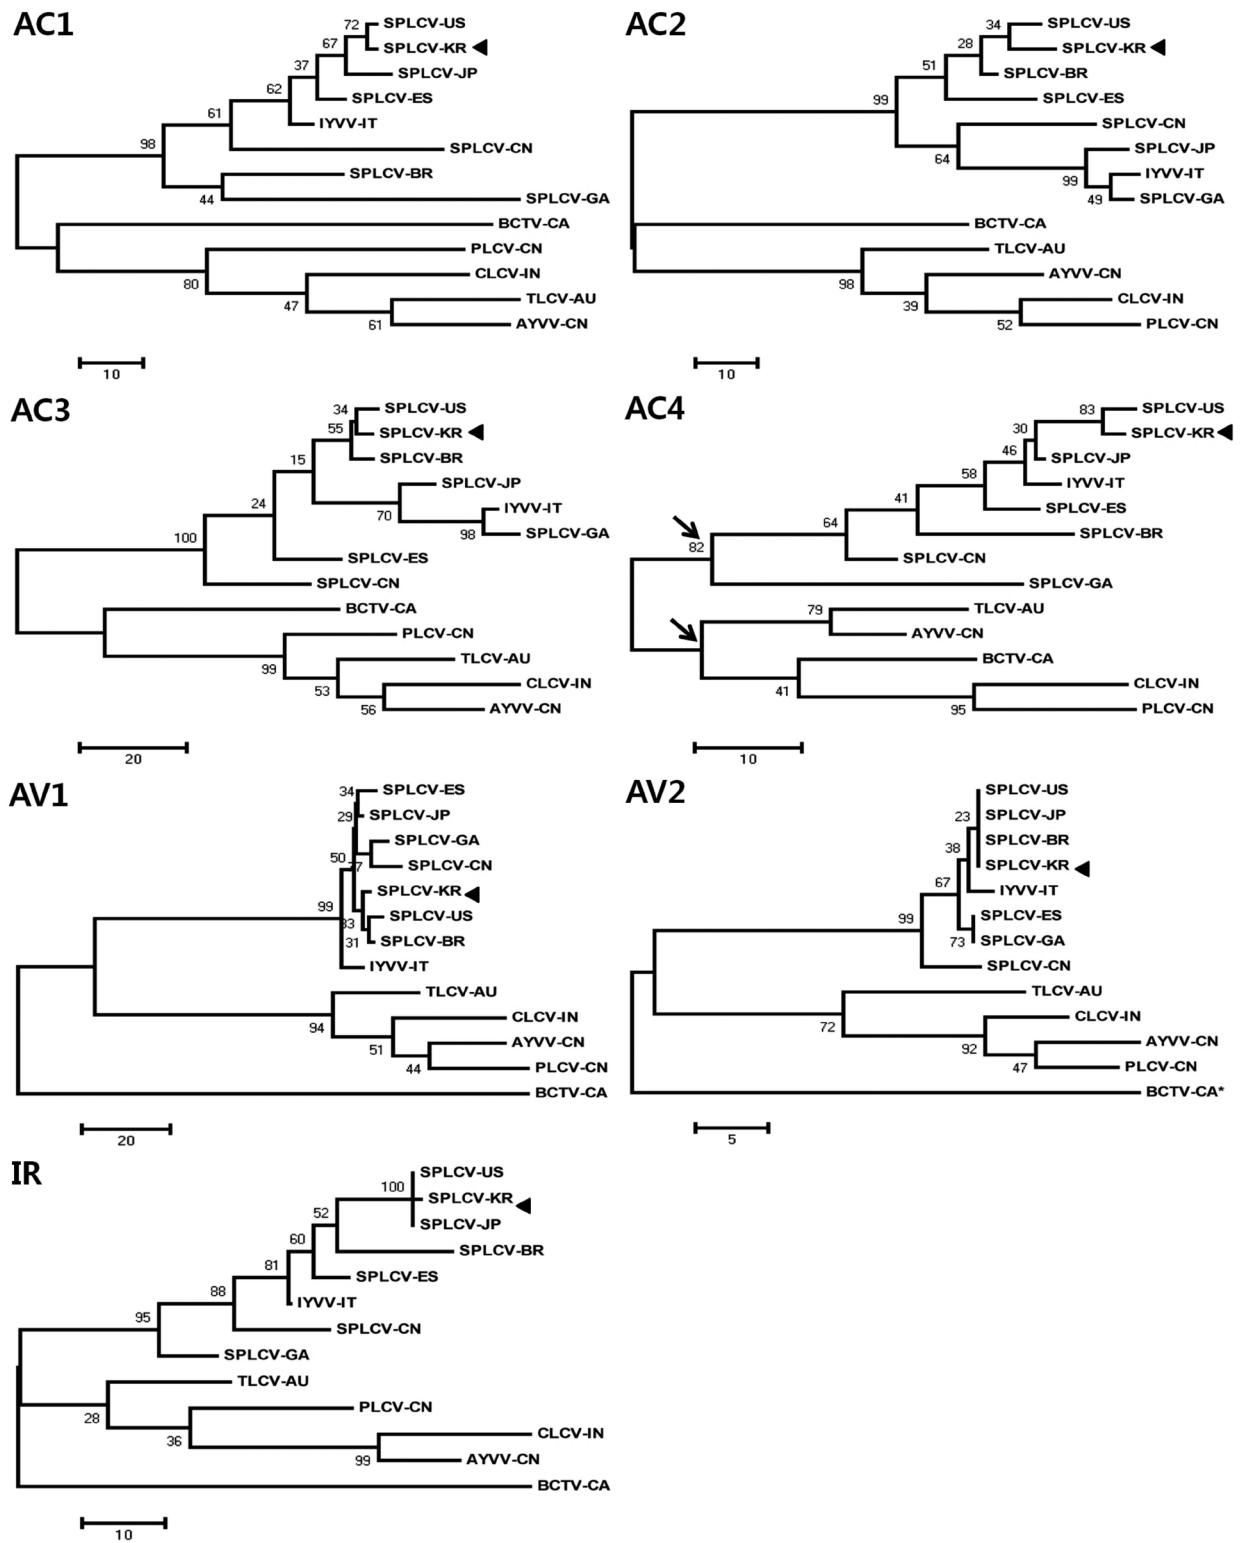 AC1
72
SPLCV-US
SPLCV-KR
67
SPLCV-JP
37
SPLCV-ES
62
IYVV-IT
61
SPLCV-CN
98
SPLCV-BR
44
SPLCV-GA
BCTV-CA
PLCV-CN
80
CLCV-IN
47
TLCV-AU
61
AYVV-CN
10
AC2
34
SPLCV-US
SPLCV-KR
28
SPLCV-BR
51
SPLCV-ES
99
SPLCV-CN
64
SPLCV-JP
99
IYVV-IT
49
SPLCV-GA
BCTV-CA
TLCV-AU
98
AYVV-CN
39
CLCV-IN
52
PLCV-CN
10
AC3
34
SPLCV-US
55
SPLCV-KR
SPLCV-BR
15
SPLCV-JP
70
IYVV-IT
98
SPLCV-GA
24
SPLCV-ES
100
SPLCV-CN
BCTV-CA
PLCV-CN
99
TLCV-AU
53
CLCV-IN
56
AYVV-CN
20
AC4
83
SPLCV-US
30
SPLCV-KR
46
SPLCV-JP
58
IYVV-IT
41
SPLCV-ES
64
SPLCV-BR
82
SPLCV-CN
SPLCV-GA
79
TLCV-AU
AYVV-CN
BCTV-CA
41
CLCV-IN
95
PLCV-CN
10
AV1
34
SPLCV-ES
29
SPLCV-JP
SPLCV-GA
50
77
SPLCV-CN
SPLCV-KR
99
33
SPLCV-US
31
SPLCV-BR
IYVV-IT
TLCV-AU
94
CLCV-IN
51
AYVV-CN
44
PLCV-CN
BCTV-CA
20
AV2
SPLCV-US
23
SPLCV-JP
38
SPLCV-BR
SPLCV-KR
67
IYVV-IT
99
SPLCV-ES
73
SPLCV-GA
SPLCV-CN
TLCV-AU
72
CLCV-IN
92
AYVV-CN
47
PLCV-CN
BCTV-CA*
5
IR
SPLCV-US
100
SPLCV-KR
52
SPLCV-JP
60
SPLCV-BR
81
SPLCV-ES
88
IYVV-IT
95
SPLCV-CN
SPLCV-GA
TLCV-AU
28
PLCV-CN
36
CLCV-IN
99
AYVV-CN
BCTV-CA
10